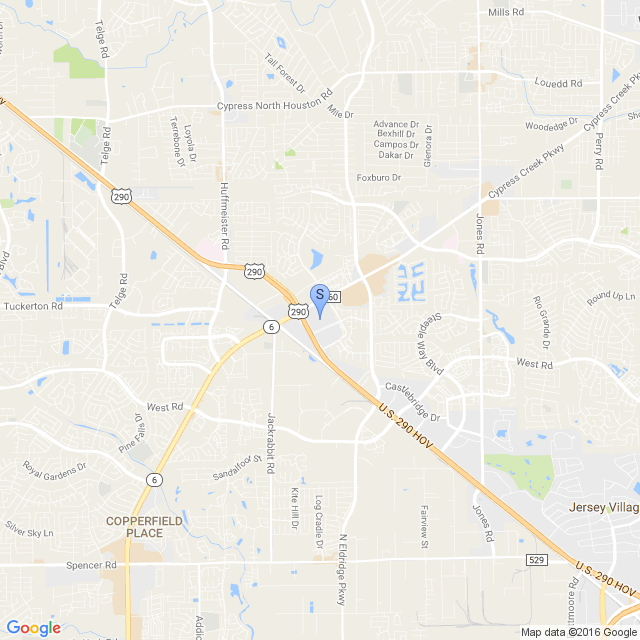 Mills Rd
Telge Rd
Tall Forest Dr
Louedd Rd
Cypress Creek Pkwy
Cypress North Houston Rd
Mile Dr
Advance Dr
Bexhill Dr
Campos Dr
Dakar Dr
Glenora Dr
Woodedge Dr
Perry Rd
Loyola Dr
Terrebone Dr
Telge Rd
Cypress Creek Pkwy
Foxburo Dr
290
Huffmeister Rd
Jones Rd
290
Telge Rd
Tuckerton Rd
S
60
290
6
Round Up Ln
Rio Grande Dr
Steeple Way Blvd
West Rd
Castlebridge Dr
West Rd
U.S. 290 HOV
Pine Falls Dr
Jackrabbit Rd
Royal Gardens Dr
Sandalfoot St
6
Kite Hill Dr
Log Cradle Dr
Fairview St
Jones Rd
Jersey Villag
COPPERFIELD
PLACE
Silver Sky Ln
N Eldridge Pkwy
Spencer Rd
529
U.S. 290 HOV
Google
Map data ©2016 Google